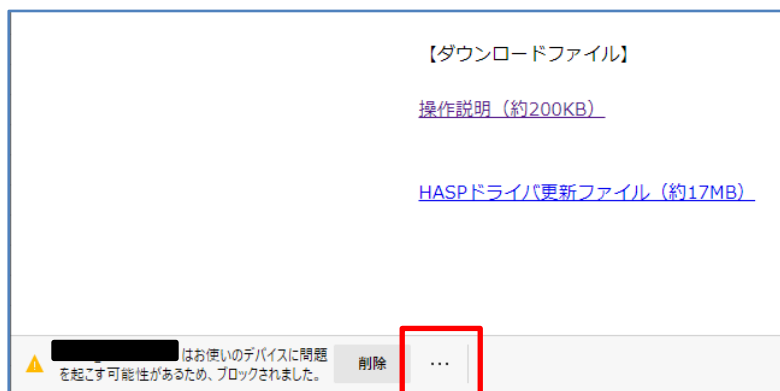 【ダウンロードファイル】
操作説明（約200KB）
HASPドライバ更新ファイル（約17MB）
はお使いのデバイスに問題
を起こす可能性があるため、ブロックされました。
削除
…